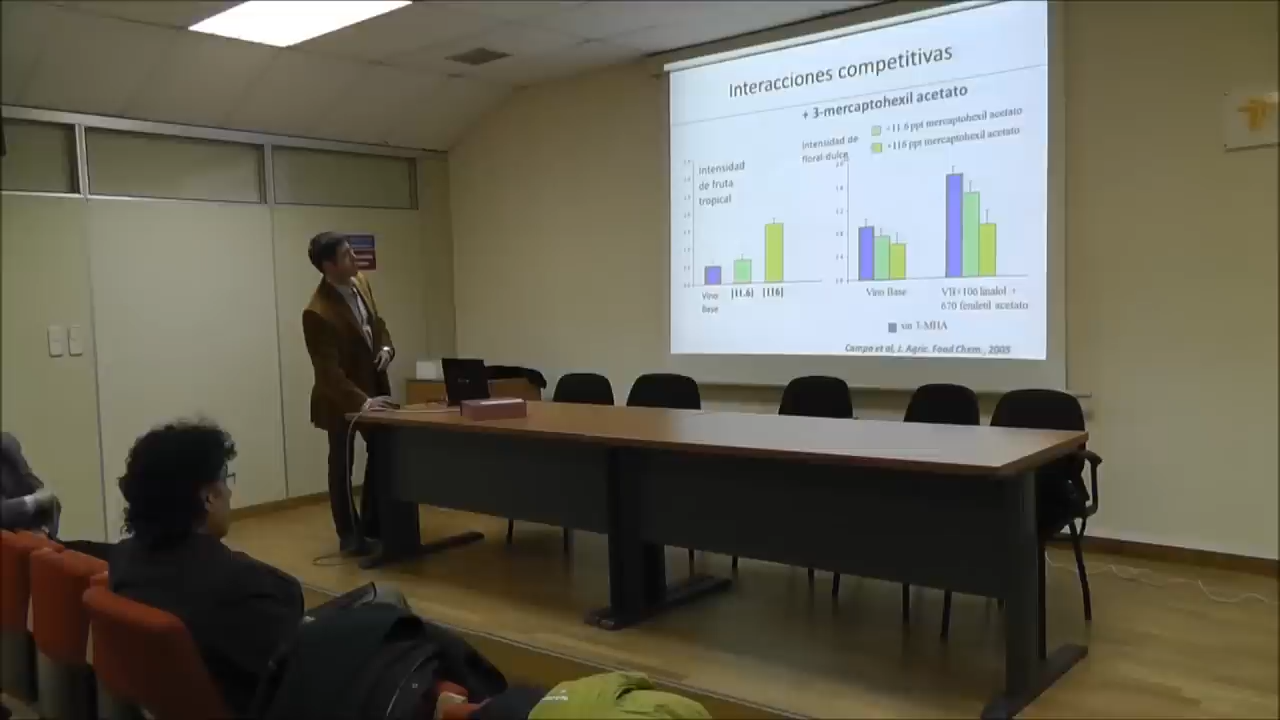 Interacciones competitivas
+ 3-mercaptohexil acetato
+11.6 ppt mercaptohexil acetato
+116 ppt mercaptohexil acetato
Intensidad
de fruta
tropical
Intensidad de
floral dulce
Vino
Base
[11.6]
[116]
Vino Base
VB+100 linalol +
670 feniletil acetato
sin 3-MHA
Campo et al, J. Agric. Food Chem., 2005